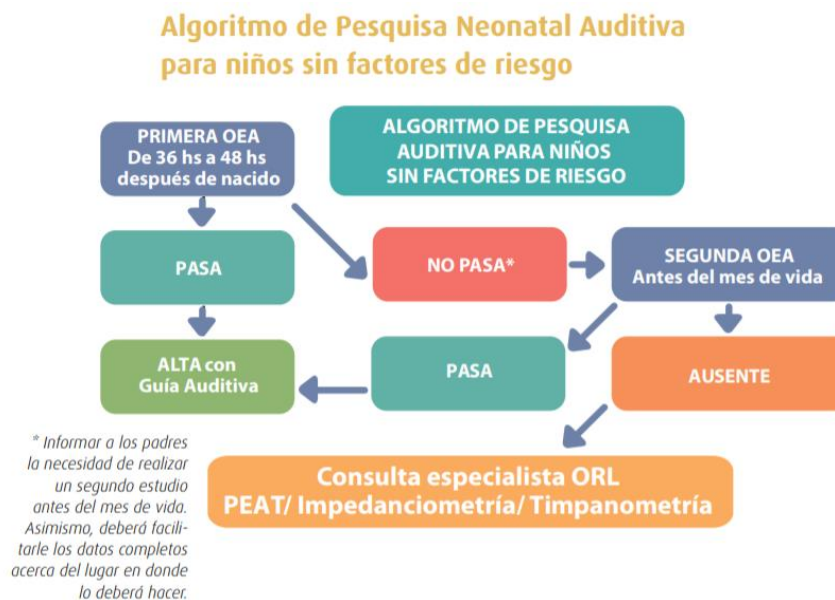 Algoritmo de Pesquisa Neonatal Auditiva
para niños sin factores de riesgo
PRIMERA OEA
De 36 hs a 48 hs
después de nacido
ALGORITMO DE PESQUISA
AUDITIVA PARA NIÑOS
SIN FACTORES DE RIESGO
PASA
NO PASA*
SEGUNDA OEA
Antes del mes de vida
ALTA con
Guía Auditiva
PASA
AUSENTE
* Informar a los padres
la necesidad de realizar
un segundo estudio
antes del mes de vida.
Asimismo, deberá facili-
tarle los datos completos
acerca del lugar en donde
lo deberá hacer.
Consulta especialista ORL
PEAT/ Impedanciometría/ Timpanometría